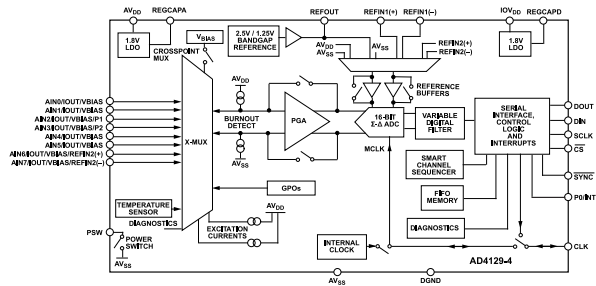 AVDD
REGCAPA
REFOUT
REFIN1(+)
REFIN1(–)
IOVDD
REGCAPD
1.8V
LDO
CROSSPOINT
MUX
VBIAS
2.5V / 1.25V
BANDGAP
REFERENCE
AVDD
AVSS
AVSS
REFIN2(+)
REFIN2(–)
1.8V
LDO
REFERENCE
BUFFERS
AIN0/IOUT/VBIAS
AIN1/IOUT/VBIAS
AIN2/IOUT/VBIAS/P1
AIN3/IOUT/VBIAS/P2
AIN4/IOUT/VBIAS
AIN5/IOUT/VBIAS
AIN6/IOUT/VBIAS/REFIN2(+)
AIN7/IOUT/VBIAS/REFIN2(–)
X-MUX
AVDD
BURNOUT
DETECT
AVSS
PGA
16-BIT
Σ-Δ ADC
MCLK
VARIABLE
DIGITAL
FILTER
SERIAL
INTERFACE,
CONTROL
LOGIC
AND
INTERRUPTS
DOUT
DIN
SCLK
CS
SYNC
P0/INT
SMART
CHANNEL
SEQUENCER
FIFO
MEMORY
DIAGNOSTICS
GPOs
TEMPERATURE
SENSOR
DIAGNOSTICS
AVDD
EXCITATION
CURRENTS
PSW
POWER
SWITCH
AVSS
INTERNAL
CLOCK
CLK
AD4129-4
AVSS
DGND